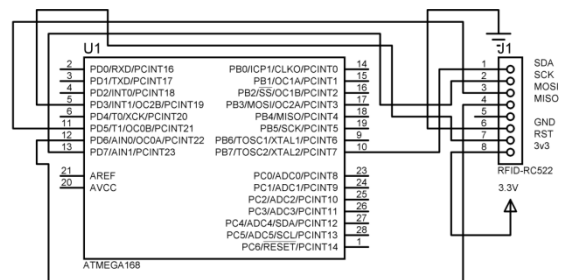 U1
2 PD0/RXD/PCINT16 PB0/ICP1/CLKO/PCINT0 14
3 PD1/TXD/PCINT17 PB1/OC1A/PCINT1 15
4 PD2/INT0/PCINT18 PB2/SS/OC1B/PCINT2 16
5 PD3/INT1/OC2B/PCINT19 PB3/MOSI/OC2A/PCINT3 17
6 PD4/T0/XCK/PCINT20 PB4/MISO/PCINT4 18
11 PD5/T1/OC0B/PCINT21 PB5/SCK/PCINT5 19
12 PD6/AIN0/OC0A/PCINT22 PB6/TOSC1/XTAL1/PCINT6 9
13 PD7/AIN1/PCINT23 PB7/TOSC2/XTAL2/PCINT7 10
21 AREF PC0/ADC0/PCINT8 23
20 AVCC PC1/ADC1/PCINT9 24
PC2/ADC2/PCINT10 25
PC3/ADC3/PCINT11 26
PC4/ADC4/SDA/PCINT12 27
PC5/ADC5/SCL/PCINT13 28
PC6/RESET/PCINT14 1
ATMEGA168
J1
1 SDA
2 SCK
3 MOSI
4 MISO
5
6 GND
7 RST
8 3v3
RFID-RC522
3.3V